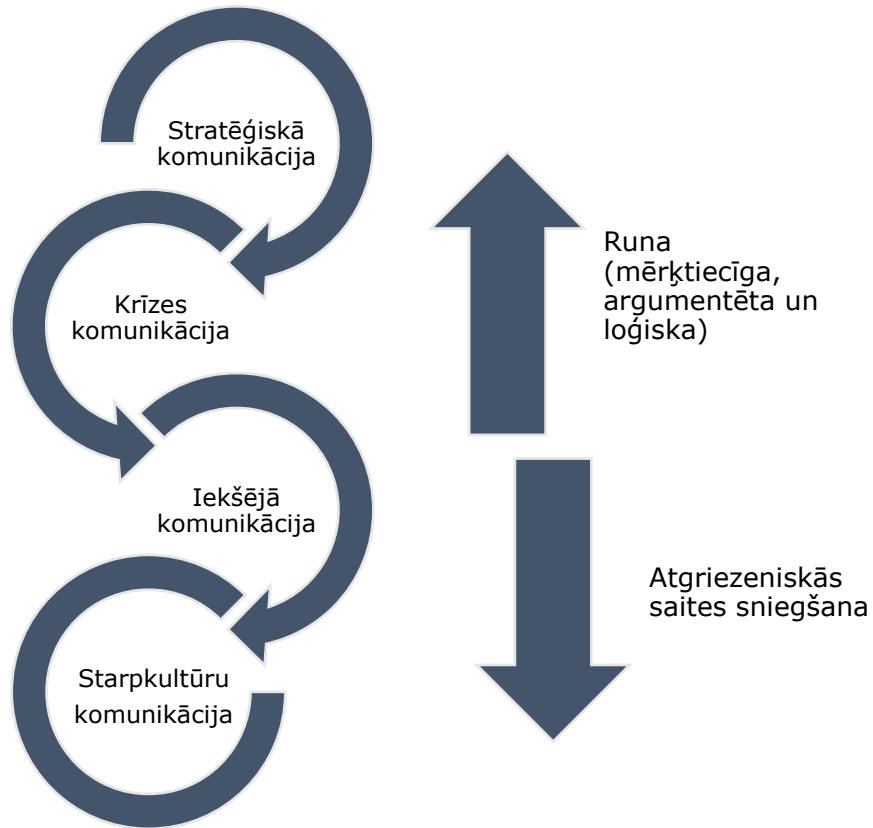 Stratēģiskā
komunikācija
Krīzes
komunikācija
Iekšējā
komunikācija
Starpkultūru
komunikācija
Runa
(mērķtiecīga,
argumentēta un
loģiska)
Atgriezeniskās
saites sniegšana